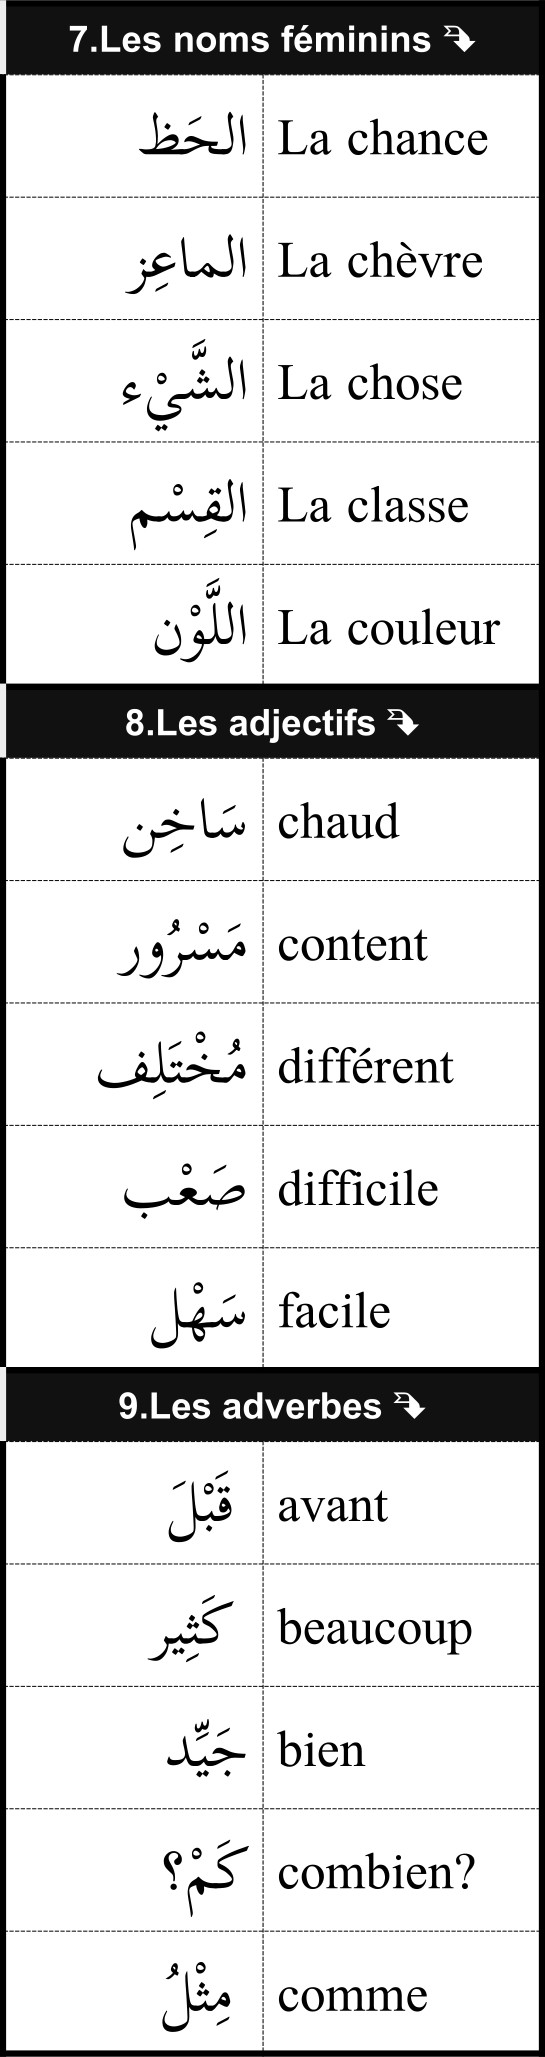 7.Les noms féminins
الحَظ La chance
الماعِز La chèvre
الشَّيْء La chose
القِسْم La classe
اللَّوْن La couleur
8.Les adjectifs
سَاخِن chaud
مَسْرُور content
مُخْتَلِف différent
صَعْب difficile
سَهْل facile
9.Les adverbes
قَبْلَ avant
كَثِير beaucoup
جَيِّد bien
كَمْ؟ combien?
مِثْلُ comme